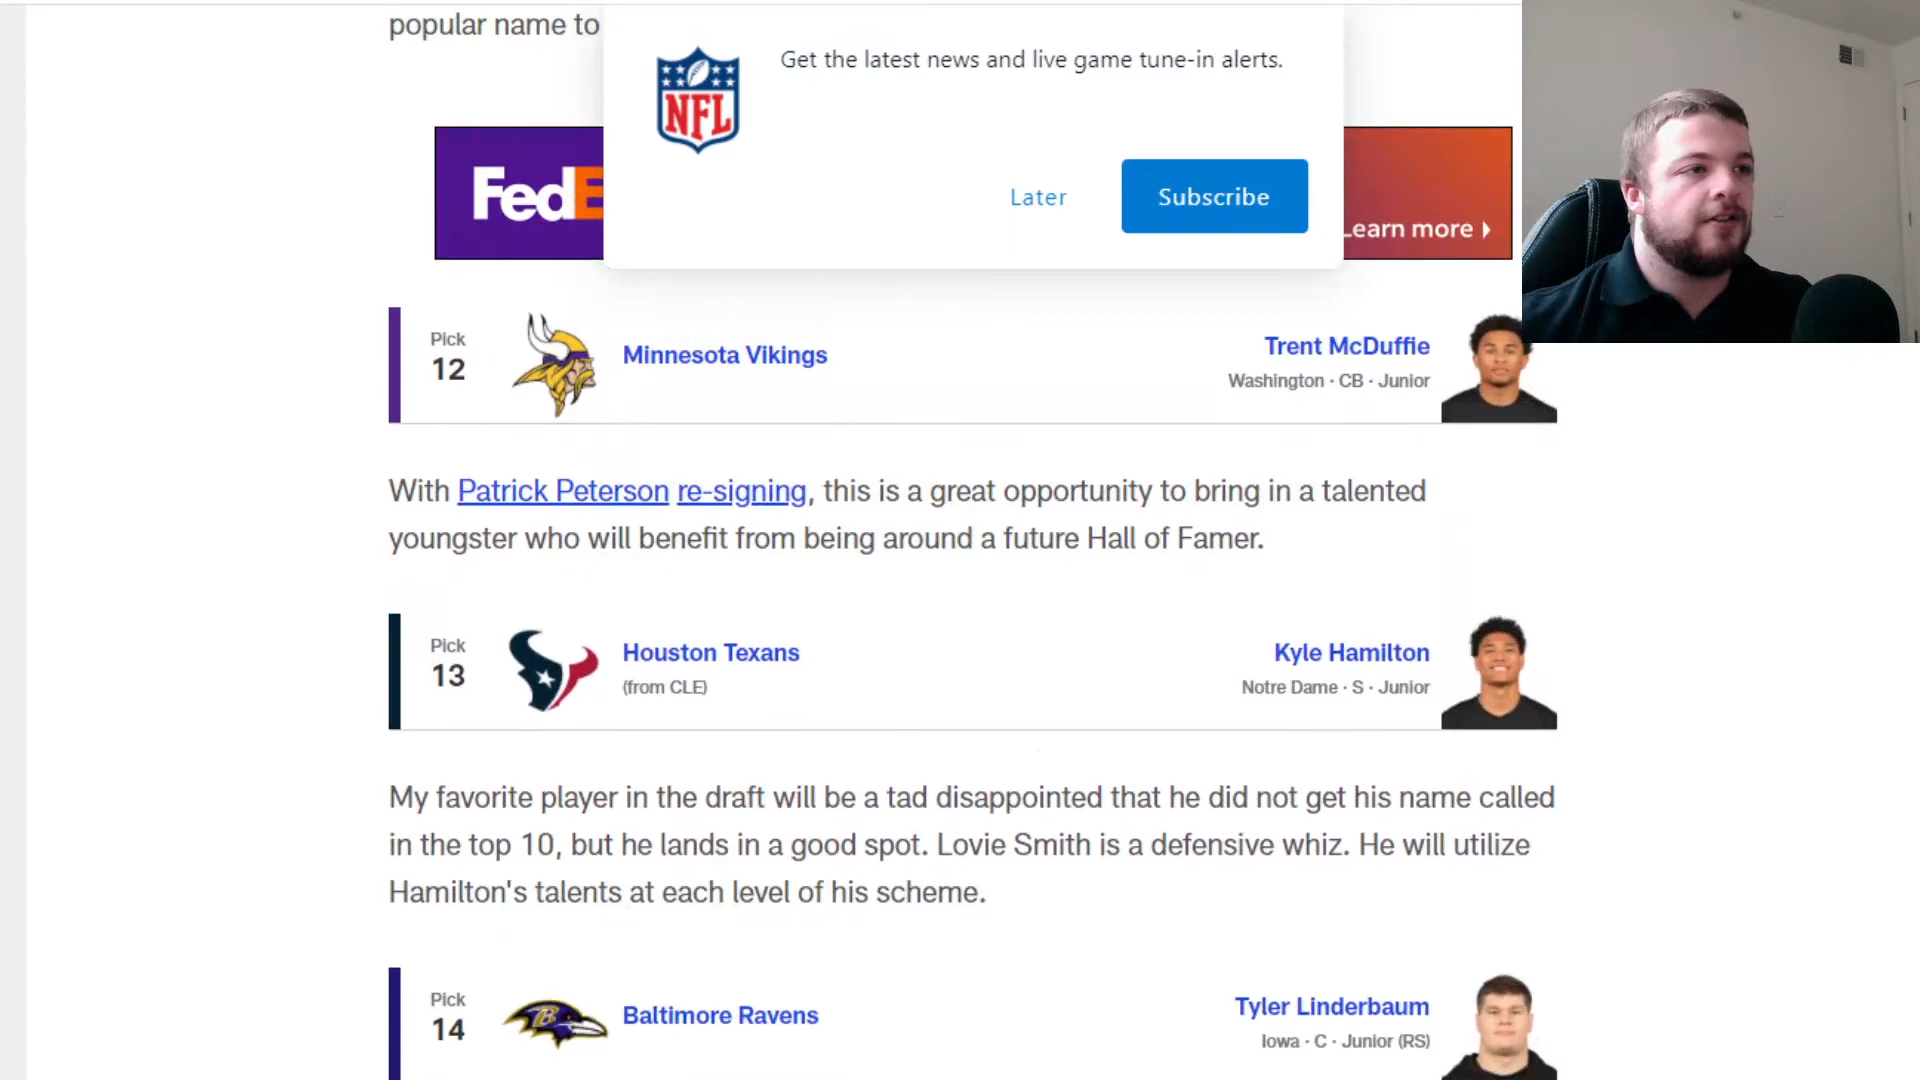 popular name to
Get the latest news and live game tune-in alerts.
NFL
Later
Subscribe
FedE
Learn more
Pick
12
Minnesota Vikings
Trent McDuffie
Washington · CB · Junior
With Patrick Peterson re-signing, this is a great opportunity to bring in a talented
youngster who will benefit from being around a future Hall of Famer.
Pick
13
Houston Texans
(from CLE)
Kyle Hamilton
Notre Dame · S · Junior
My favorite player in the draft will be a tad disappointed that he did not get his name called
in the top 10, but he lands in a good spot. Lovie Smith is a defensive whiz. He will utilize
Hamilton's talents at each level of his scheme.
Pick
14
B
Baltimore Ravens
Tyler Linderbaum
Iowa · C · Junior (RS)